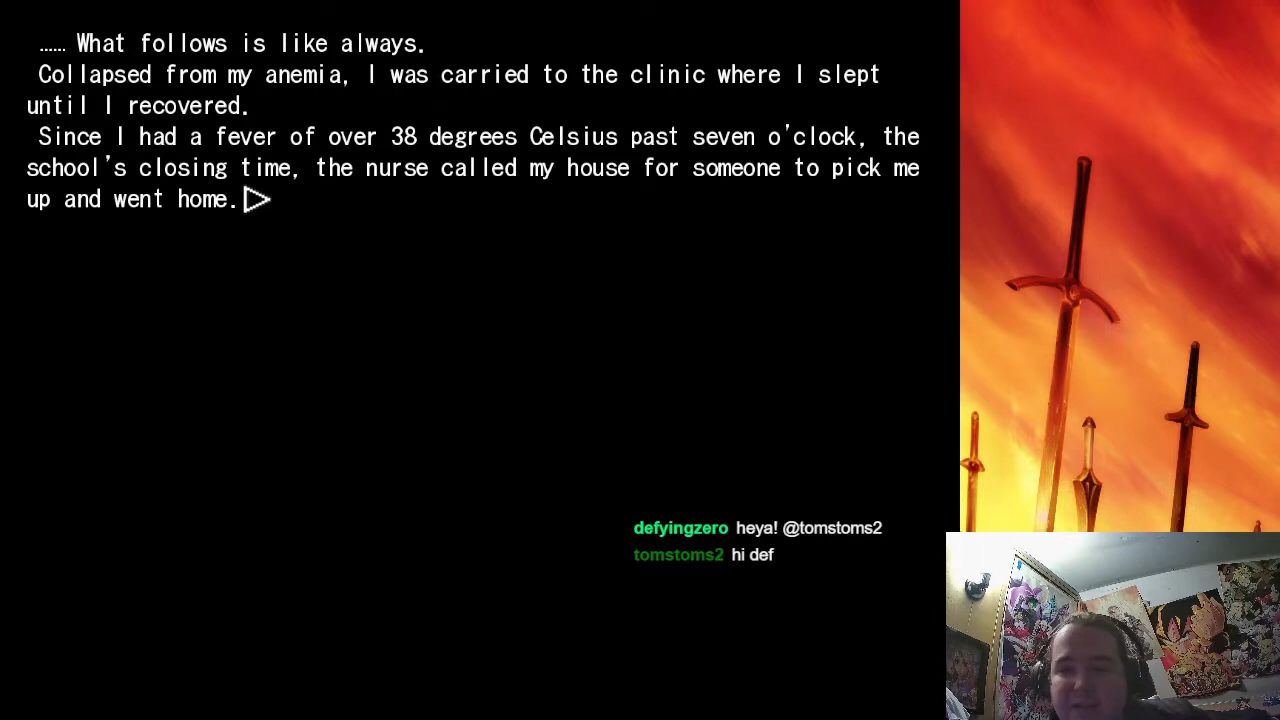 …… What follows is like always.
Collapsed from my anemia, I was carried to the clinic where I slept
until I recovered.
Since I had a fever of over 38 degrees Celsius past seven o'clock, the
school's closing time, the nurse called my house for someone to pick me
up and went home.
defyingzero heya! @tomstoms2
tomstoms2 hi def